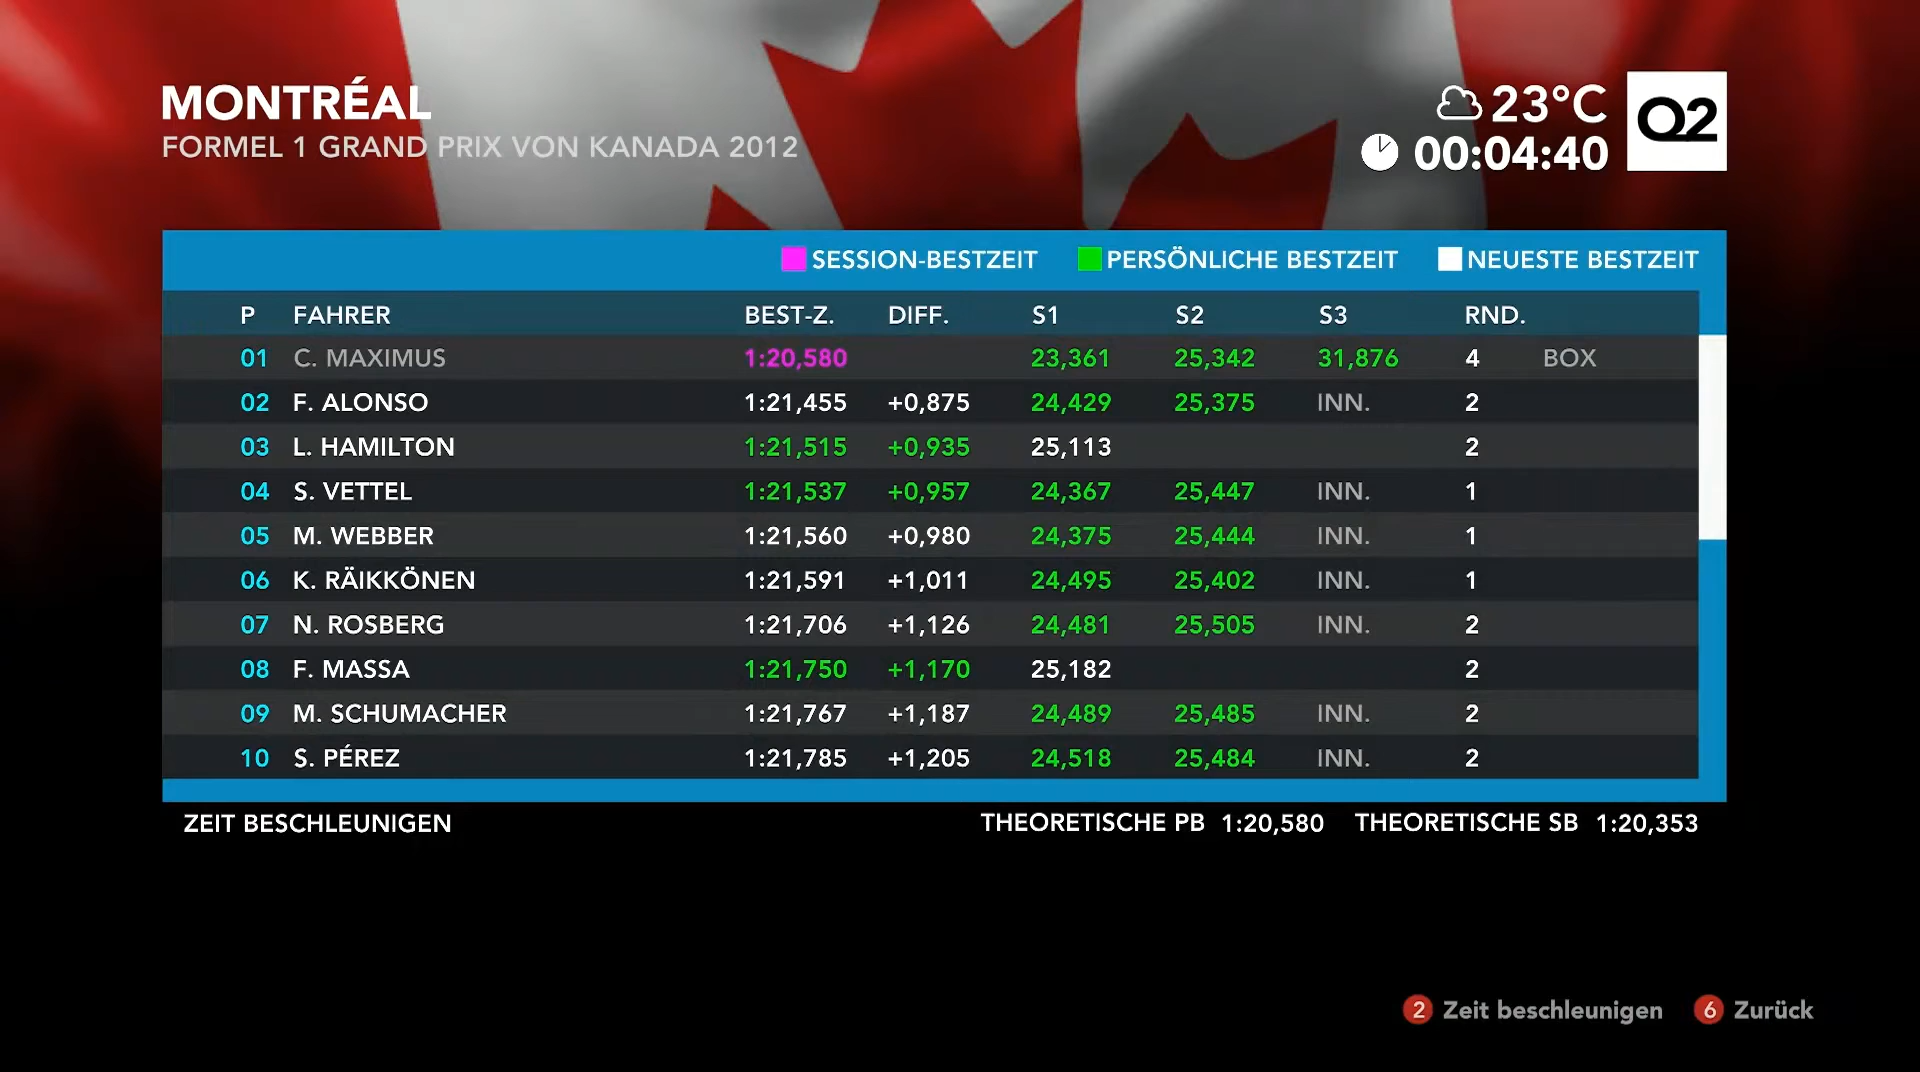 MONTRÉAL
FORMEL 1 GRAND PRIX VON KANADA 2012
23°C
00:04:40
Q2
SESSION-BESTZEIT PERSÖNLICHE BESTZEIT NEUESTE BESTZEIT
P FAHRER BEST-Z. DIFF. S1 S2 S3 RND.
01 C. MAXIMUS 1:20,580 23,361 25,342 31,876 4 BOX
02 F. ALONSO 1:21,455 +0,875 24,429 25,375 INN. 2
03 L. HAMILTON 1:21,515 +0,935 25,113 2
04 S. VETTEL 1:21,537 +0,957 24,367 25,447 INN. 1
05 M. WEBBER 1:21,560 +0,980 24,375 25,444 INN. 1
06 K. RÄIKKÖNEN 1:21,591 +1,011 24,495 25,402 INN. 1
07 N. ROSBERG 1:21,706 +1,126 24,481 25,505 INN. 2
08 F. MASSA 1:21,750 +1,170 25,182 2
09 M. SCHUMACHER 1:21,767 +1,187 24,489 25,485 INN. 2
10 S. PÉREZ 1:21,785 +1,205 24,518 25,484 INN. 2
ZEIT BESCHLEUNIGEN THEORETISCHE PB 1:20,580 THEORETISCHE SB 1:20,353
2 Zeit beschleunigen 6 Zurück